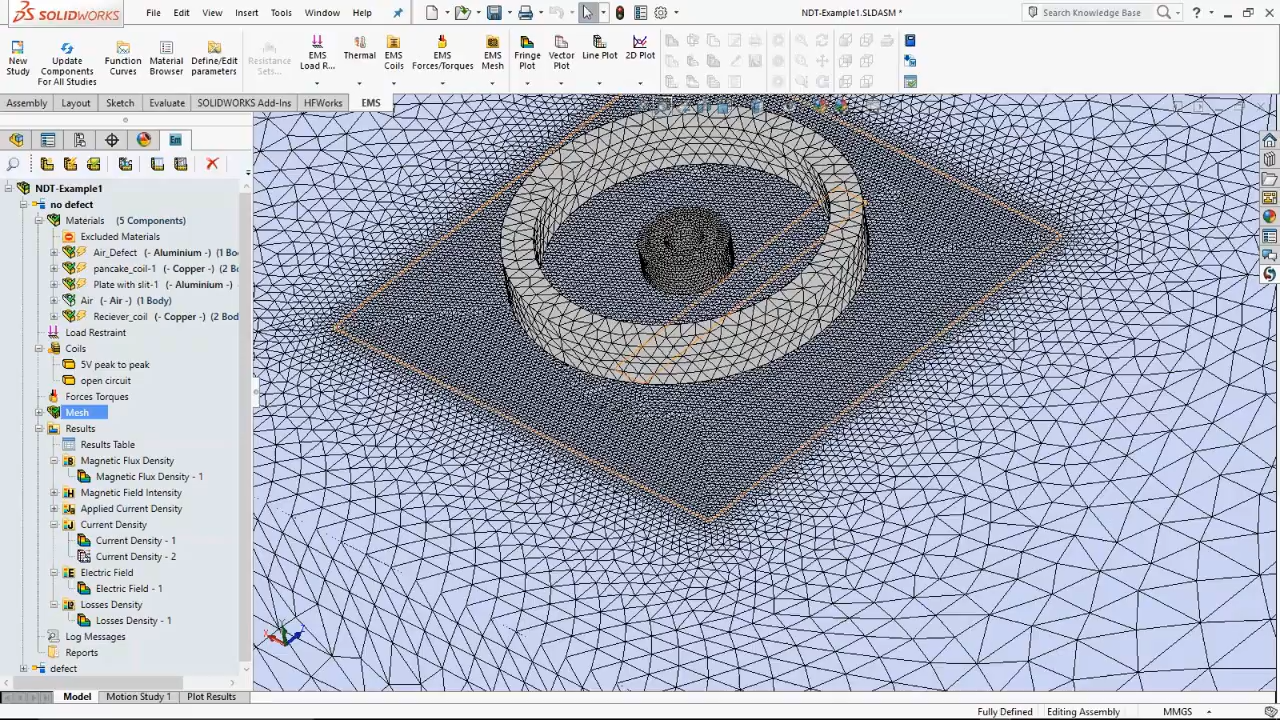 SOLIDWORKS File Edit View Insert Tools Window Help NDT-Example1.SLDASM * Search Knowledge Base
New Study
Update Components For All Studies
Function Curves
Material Browser
Define/Edit parameters
Resistance Sets...
EMS Load R...
Thermal
EMS Coils
EMS Forces/Torques
EMS Mesh
Fringe Plot
Vector Plot
Line Plot
2D Plot
Assembly Layout Sketch Evaluate SOLIDWORKS Add-Ins HFWorks EMS
NDT-Example1
no defect
Materials (5 Components)
Excluded Materials
Air_Defect (- Aluminium -) (1 Bo
pancake_coil-1 (- Copper -) (2 B
Plate with slit-1 (- Aluminium -)
Air (- Air -) (1 Body)
Reciever_coil (- Copper -) (2 Bod
Load Restraint
Coils
5V peak to peak
open circuit
Forces Torques
Mesh
Results
Results Table
Magnetic Flux Density
Magnetic Flux Density - 1
Magnetic Field Intensity
Applied Current Density
Current Density
Current Density - 1
Current Density - 2
Electric Field
Electric Field - 1
Losses Density
Losses Density - 1
Log Messages
Reports
defect
Model Motion Study 1 Plot Results
Fully Defined Editing Assembly MMGS